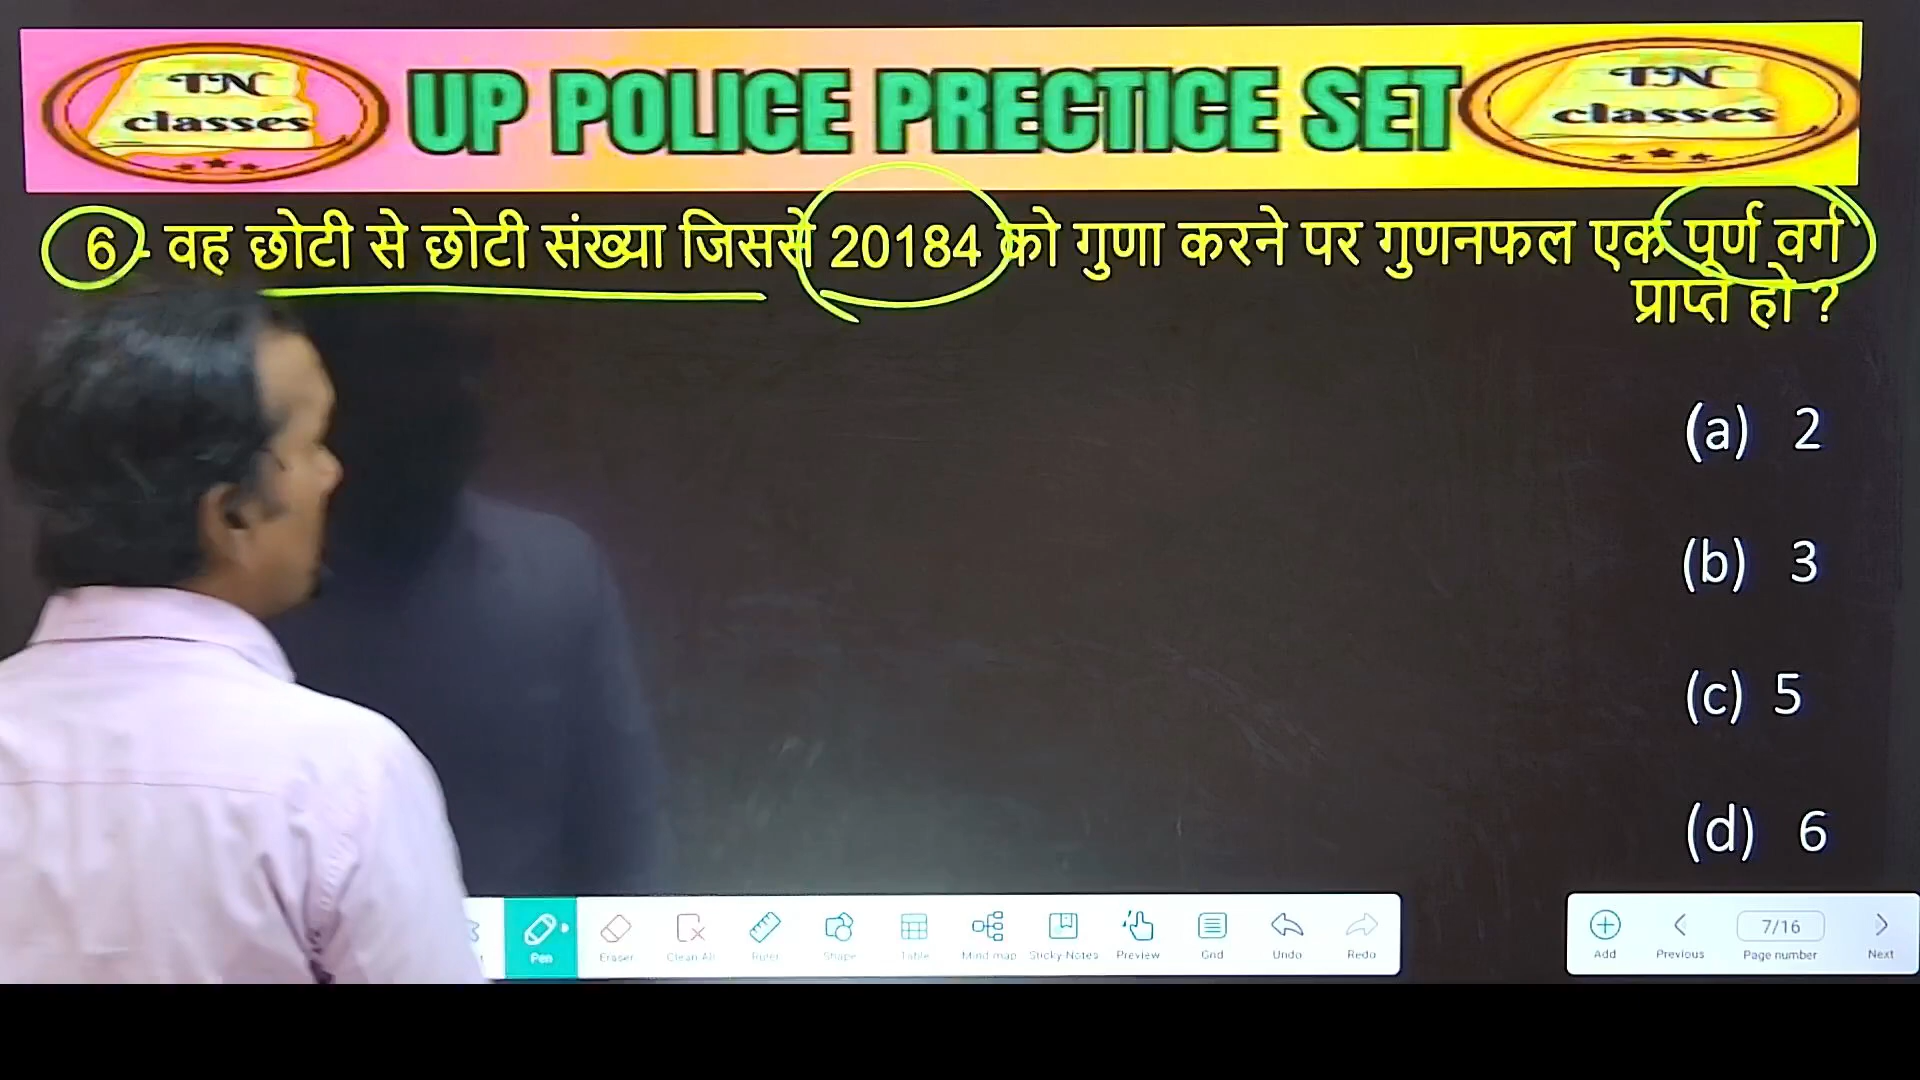 TN
classes
UP POLICE PRECTICE SET
TN
classes
6 - वह छोटी से छोटी संख्या जिससे 20184 को गुणा करने पर गुणनफल एक पूर्ण वर्ग
प्राप्त हो ?
(a) 2
(b) 3
(c) 5
(d) 6
Pen Eraser Clean All Ruler Shape Table Mind map Sticky Notes Preview Grid Undo Redo
7/16
Add Previous Page number Next